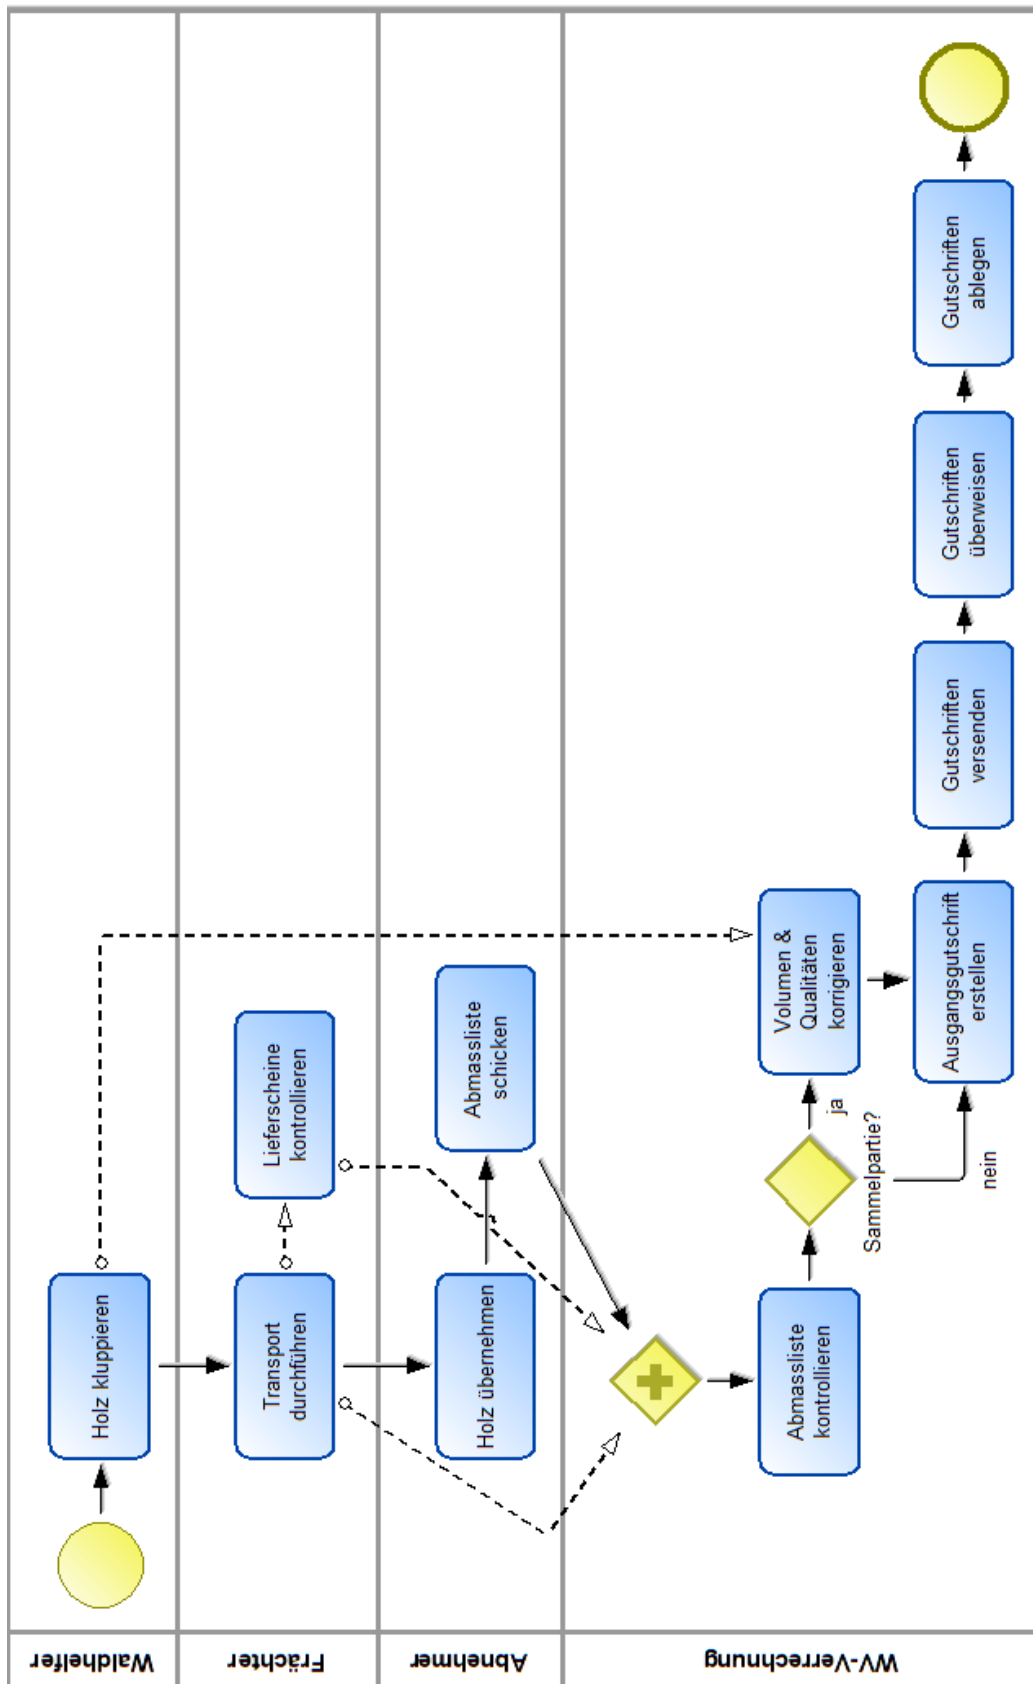 Waldhelfer
Holz kluppieren
Frächter
Transport
durchführen
Lieferscheine
kontrollieren
Abnehmer
Holz übernehmen
Abmassliste
schicken
WV-Verrechnung
Abmassliste
kontrollieren
Sammelpartie?
ja
nein
Volumen &
Qualitäten
korrigieren
Ausgangsgutschrift
erstellen
Gutschriften
versenden
Gutschriften
überweisen
Gutschriften
ablegen